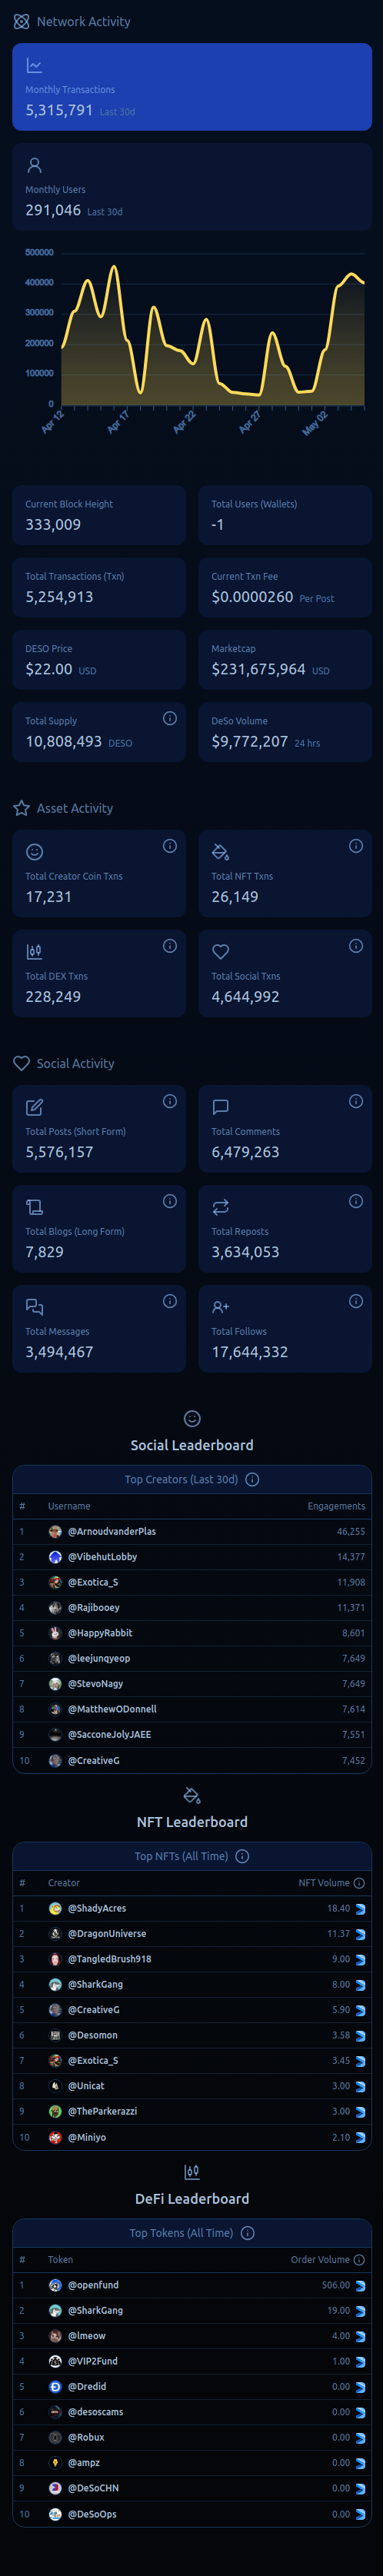 Network Activity
Monthly Transactions
5,315,791 Last 30d
Monthly Users
291,046 Last 30d
500000
400000
300000
200000
100000
0
Apr 12
Apr 17
Apr 22
Apr 27
May 02
Current Block Height
333,009
Total Users (Wallets)
-1
Total Transactions (Txn)
5,254,913
Current Txn Fee
$0.0000260 Per Post
DESO Price
$22.00 USD
Marketcap
$231,675,964 USD
Total Supply
10,808,493 DESO
DeSo Volume
$9,772,207 24 hrs
Asset Activity
Total Creator Coin Txns
17,231
Total NFT Txns
26,149
Total DEX Txns
228,249
Total Social Txns
4,644,992
Social Activity
Total Posts (Short Form)
5,576,157
Total Comments
6,479,263
Total Blogs (Long Form)
7,829
Total Reposts
3,634,053
Total Messages
3,494,467
Total Follows
17,644,332
Social Leaderboard
Top Creators (Last 30d)
# Username Engagements
1 @ArnoudvanderPlas 46,255
2 @VibehutLobby 14,377
3 @Exotica_S 11,908
4 @Rajibooey 11,371
5 @HappyRabbit 8,601
6 @leejunqyeop 7,649
7 @StevoNagy 7,649
8 @MatthewODonnell 7,614
9 @SacconeJolyJAEE 7,551
10 @CreativeG 7,452
NFT Leaderboard
Top NFTs (All Time)
# Creator NFT Volume
1 @ShadyAcres 18.40
2 @DragonUniverse 11.37
3 @TangledBrush918 9.00
4 @SharkGang 8.00
5 @CreativeG 5.90
6 @Desomon 3.58
7 @Exotica_S 3.45
8 @Unicat 3.00
9 @TheParkerazzi 3.00
10 @Miniyo 2.10
DeFi Leaderboard
Top Tokens (All Time)
# Token Order Volume
1 @openfund 506.00
2 @SharkGang 19.00
3 @lmeow 4.00
4 @VIP2Fund 1.00
5 @Dredid 0.00
6 @desoscams 0.00
7 @Robux 0.00
8 @ampz 0.00
9 @DeSoCHN 0.00
10 @DeSoOps 0.00